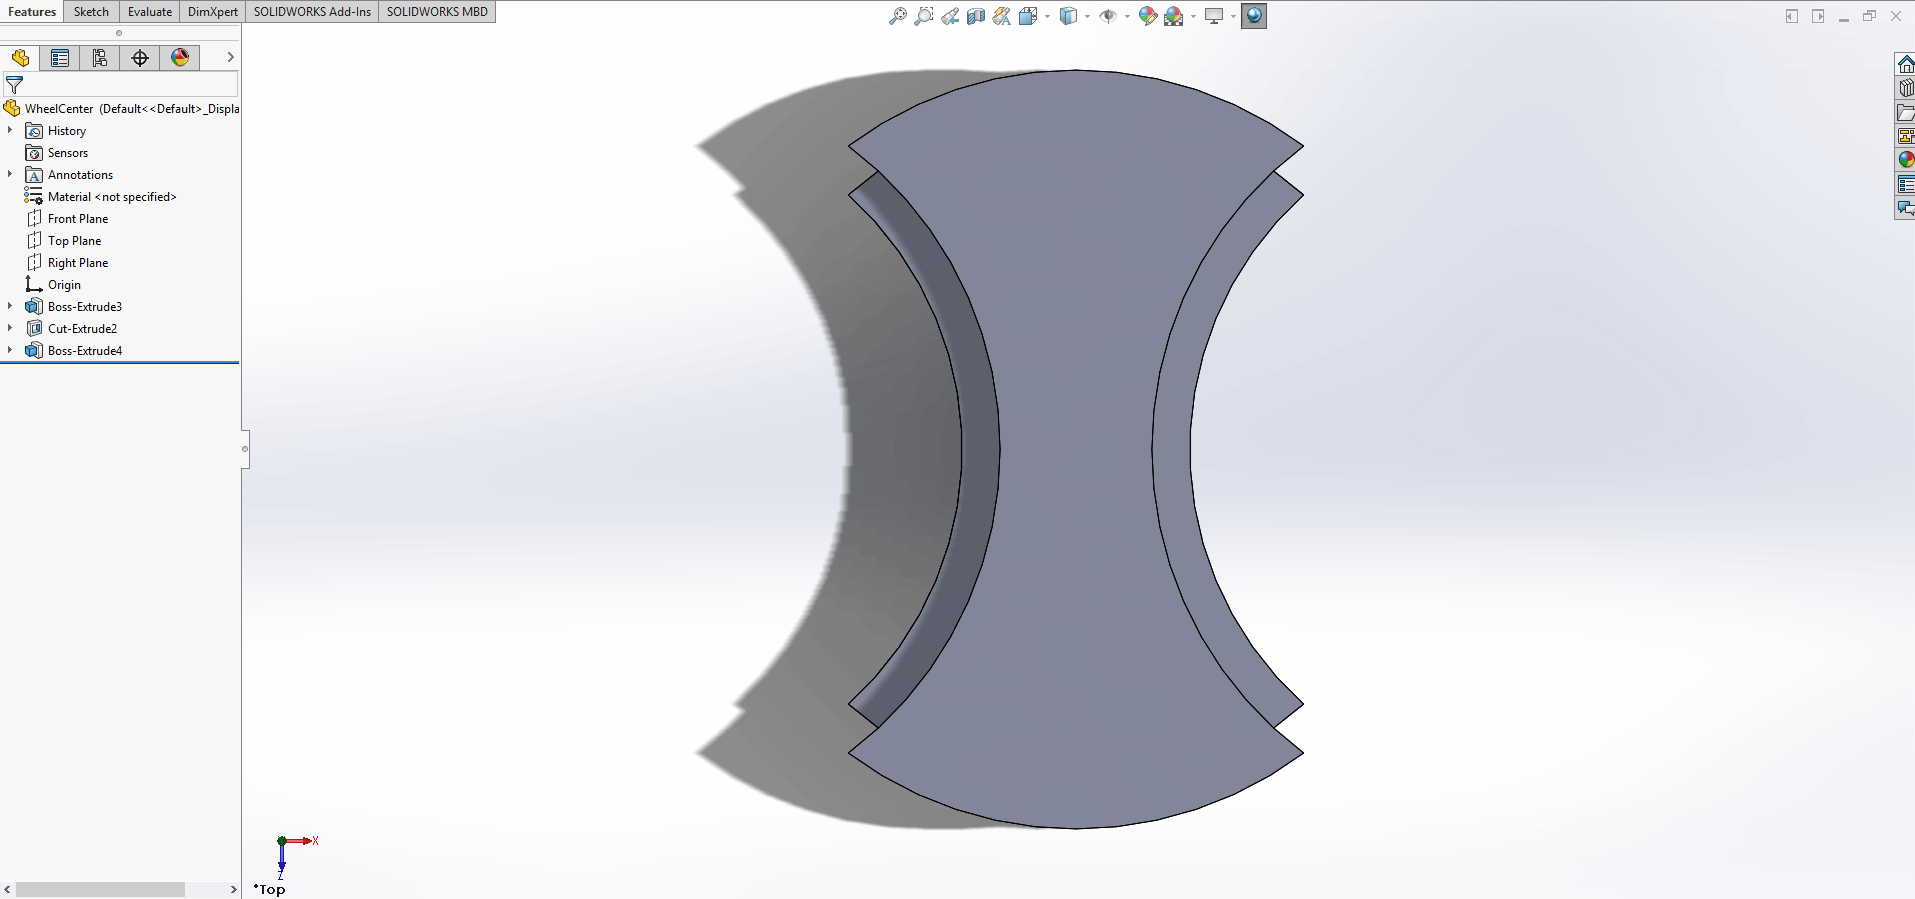 Features Sketch Evaluate DimXpert SOLIDWORKS Add-Ins SOLIDWORKS MBD
WheelCenter (Default<<Default>_Displa
History
Sensors
A Annotations
Material <not specified>
Front Plane
Top Plane
Right Plane
Origin
Boss-Extrude3
Cut-Extrude2
Boss-Extrude4
X
Z
*Top